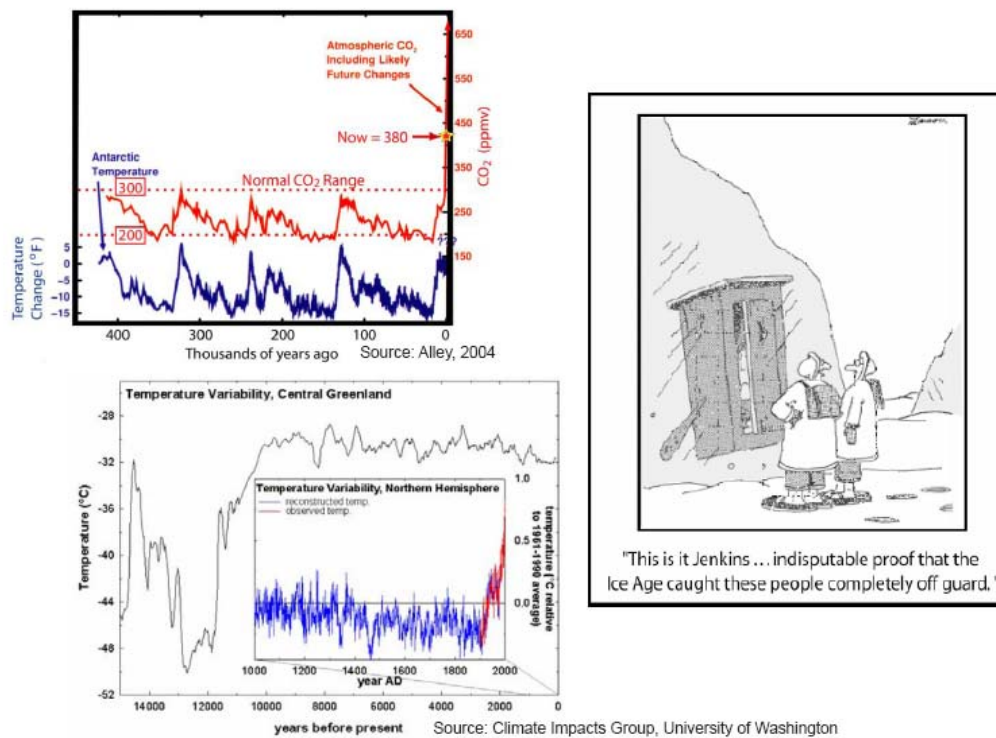 Atmospheric CO₂
Including Likely
Future Changes
Now = 380
Antarctic
Temperature
300
Normal CO₂ Range
200
???
650
550
450
350
250
150
CO₂ (ppmv)
5
0
-5
-10
-15
Temperature
Change (°F)
400 300 200 100 0
Thousands of years ago
Source: Alley, 2004
Temperature Variability, Central Greenland
-28
-32
-36
-40
-44
-48
-52
Temperature (°C)
14000 12000 10000 8000 6000 4000 2000 0
years before present
Temperature Variability, Northern Hemisphere
reconstructed temp.
observed temp.
1.0
0.5
0.0
temperature (°C relative
to 1961-1990 average)
1000 1200 1400 1600 1800 2000
year AD
Source: Climate Impacts Group, University of Washington
"This is it Jenkins ... indisputable proof that the
Ice Age caught these people completely off guard."